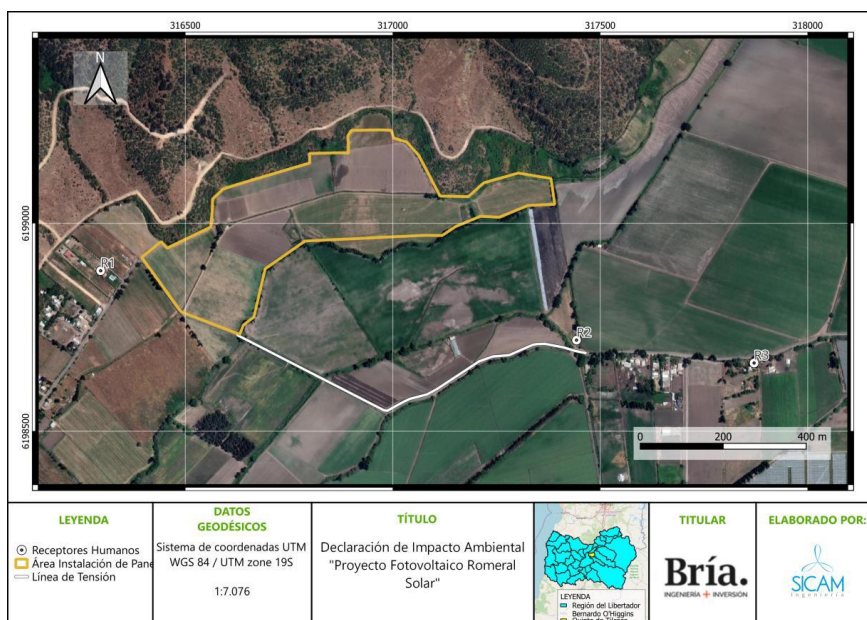 316500 317000 317500 318000
N
6199000
6198500
R1
R2
R3
0 200 400 m
LEYENDA
Receptores Humanos
Área Instalación de Pane
Línea de Tensión
DATOS
GEODÉSICOS
Sistema de coordenadas UTM
WGS 84 / UTM zone 19S
1:7.076
TÍTULO
Declaración de Impacto Ambiental
"Proyecto Fotovoltaico Romeral
Solar"
LEYENDA
Región del Libertador
Bernardo O'Higgins
TITULAR
Bría.
INGENIERÍA + INVERSIÓN
ELABORADO POR:
SICAM
Ingeniería